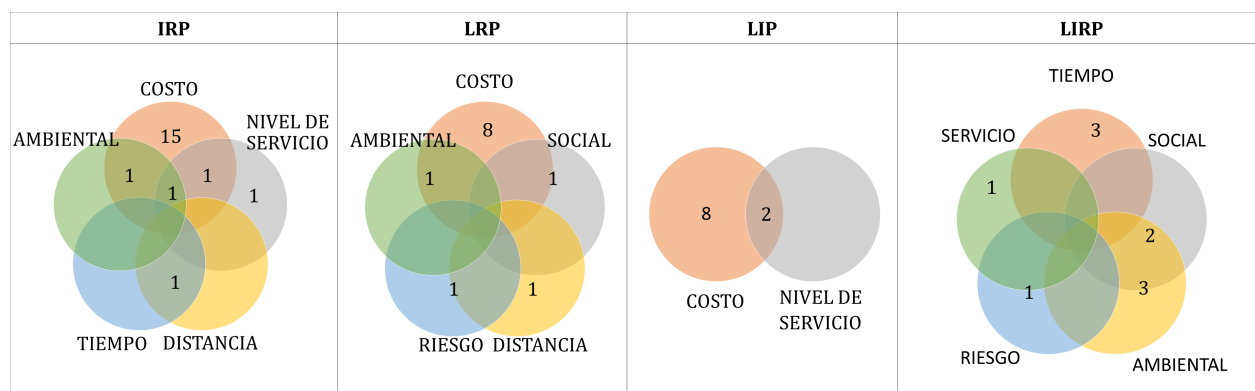 IRP
LRP
LIP
LIRP
COSTO
15
AMBIENTAL
NIVEL DE
SERVICIO
1
1
1
1
1
TIEMPO
DISTANCIA
COSTO
8
AMBIENTAL
SOCIAL
1
1
1
1
RIESGO
DISTANCIA
8
2
COSTO
NIVEL DE
SERVICIO
TIEMPO
3
SERVICIO
SOCIAL
1
2
1
3
RIESGO
AMBIENTAL